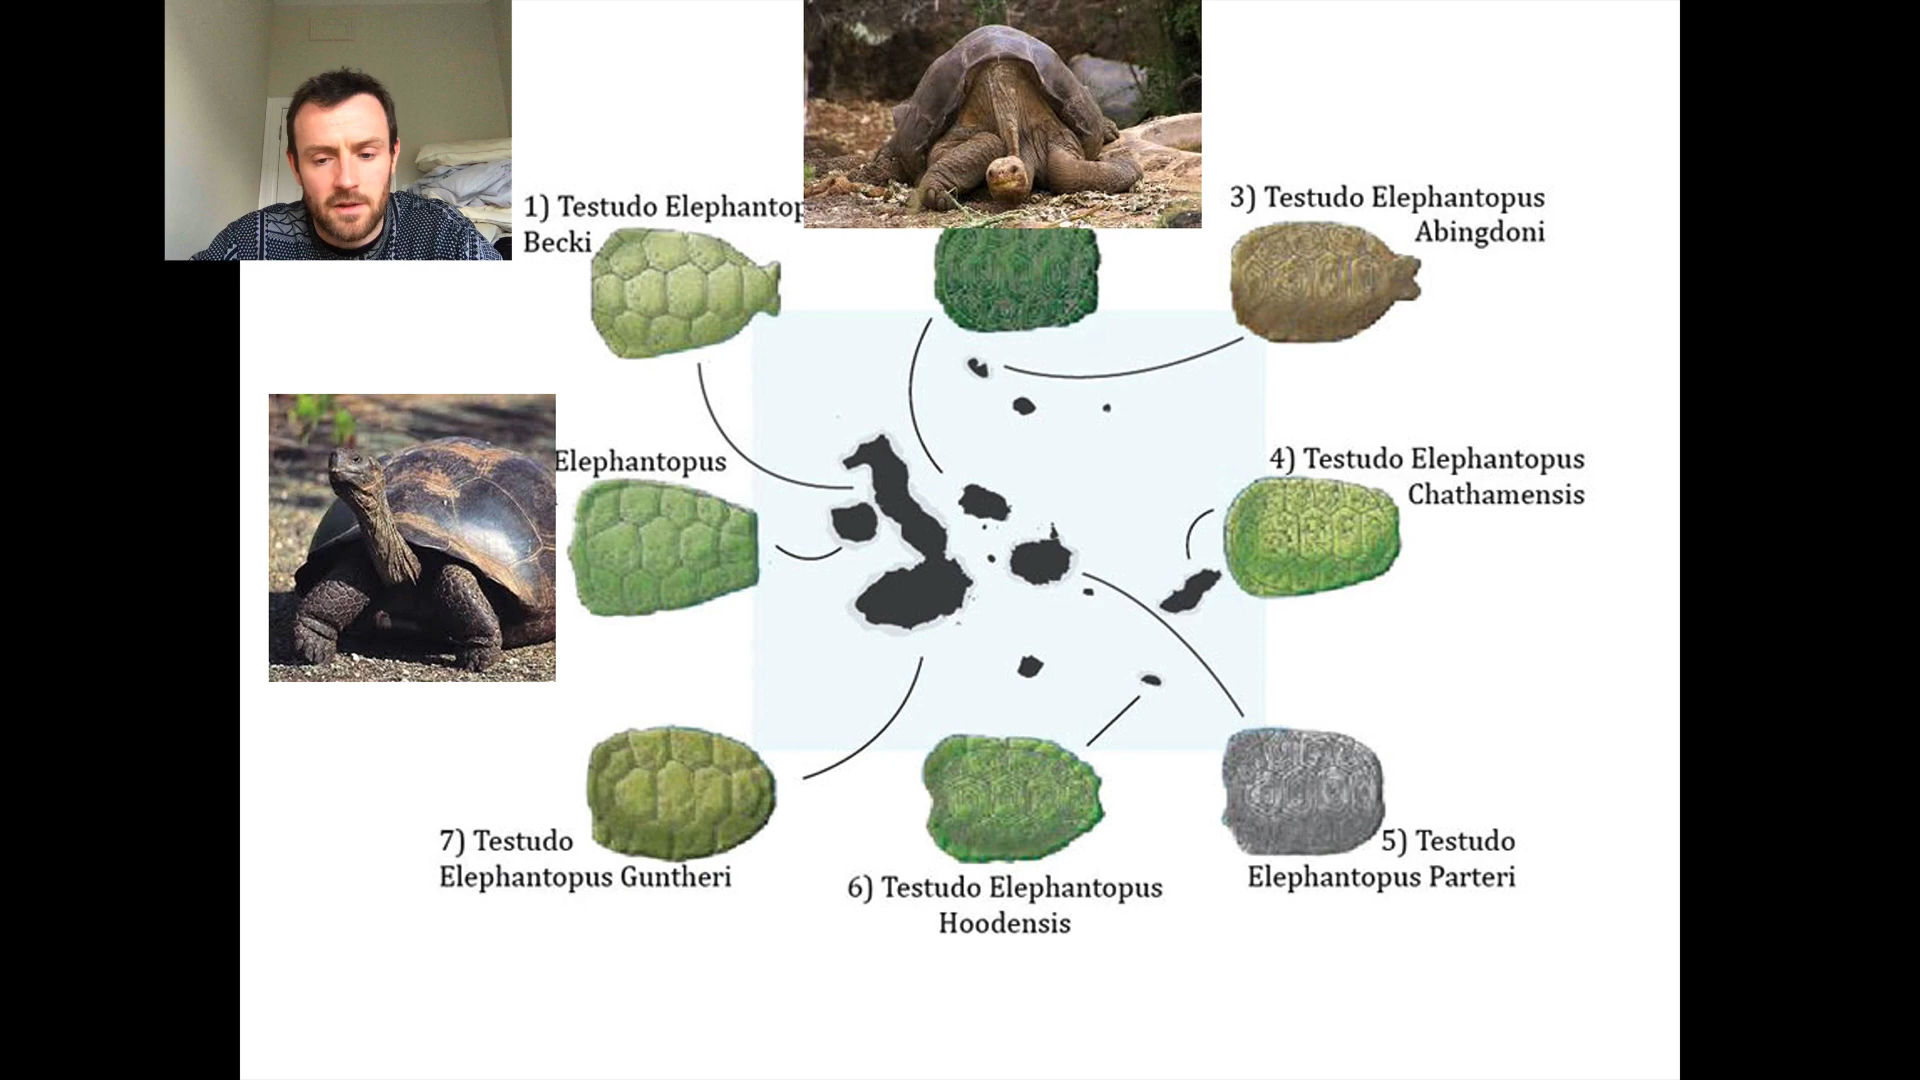 1) Testudo Elephantop
Becki
3) Testudo Elephantopus
Abingdoni
Elephantopus
4) Testudo Elephantopus
Chathamensis
7) Testudo
Elephantopus Guntheri
6) Testudo Elephantopus
Hoodensis
5) Testudo
Elephantopus Parteri